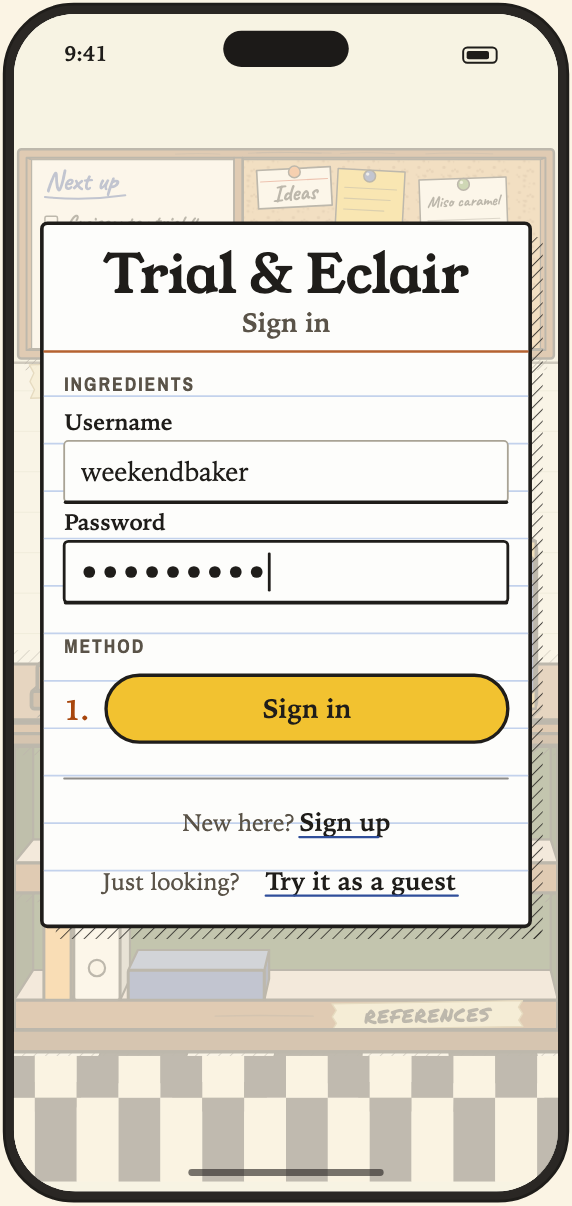 9:41
Next up
Ideas
Miso caramel
Trial & Eclair
Sign in
INGREDIENTS
Username
weekendbaker
Password
METHOD
1. Sign in
New here? Sign up
Just looking? Try it as a guest
REFERENCES